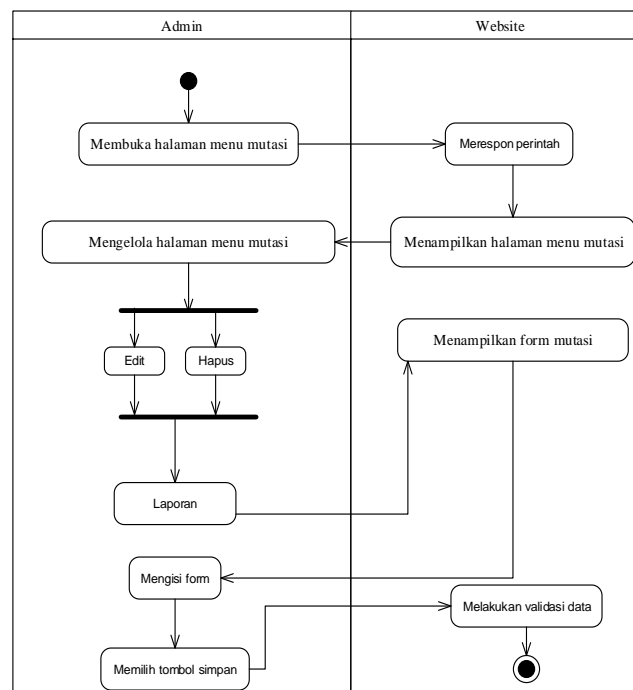 Admin
Website
Membuka halaman menu mutasi
Merespon perintah
Menampilkan halaman menu mutasi
Mengelola halaman menu mutasi
Edit
Hapus
Menampilkan form mutasi
Laporan
Mengisi form
Melakukan validasi data
Memilih tombol simpan